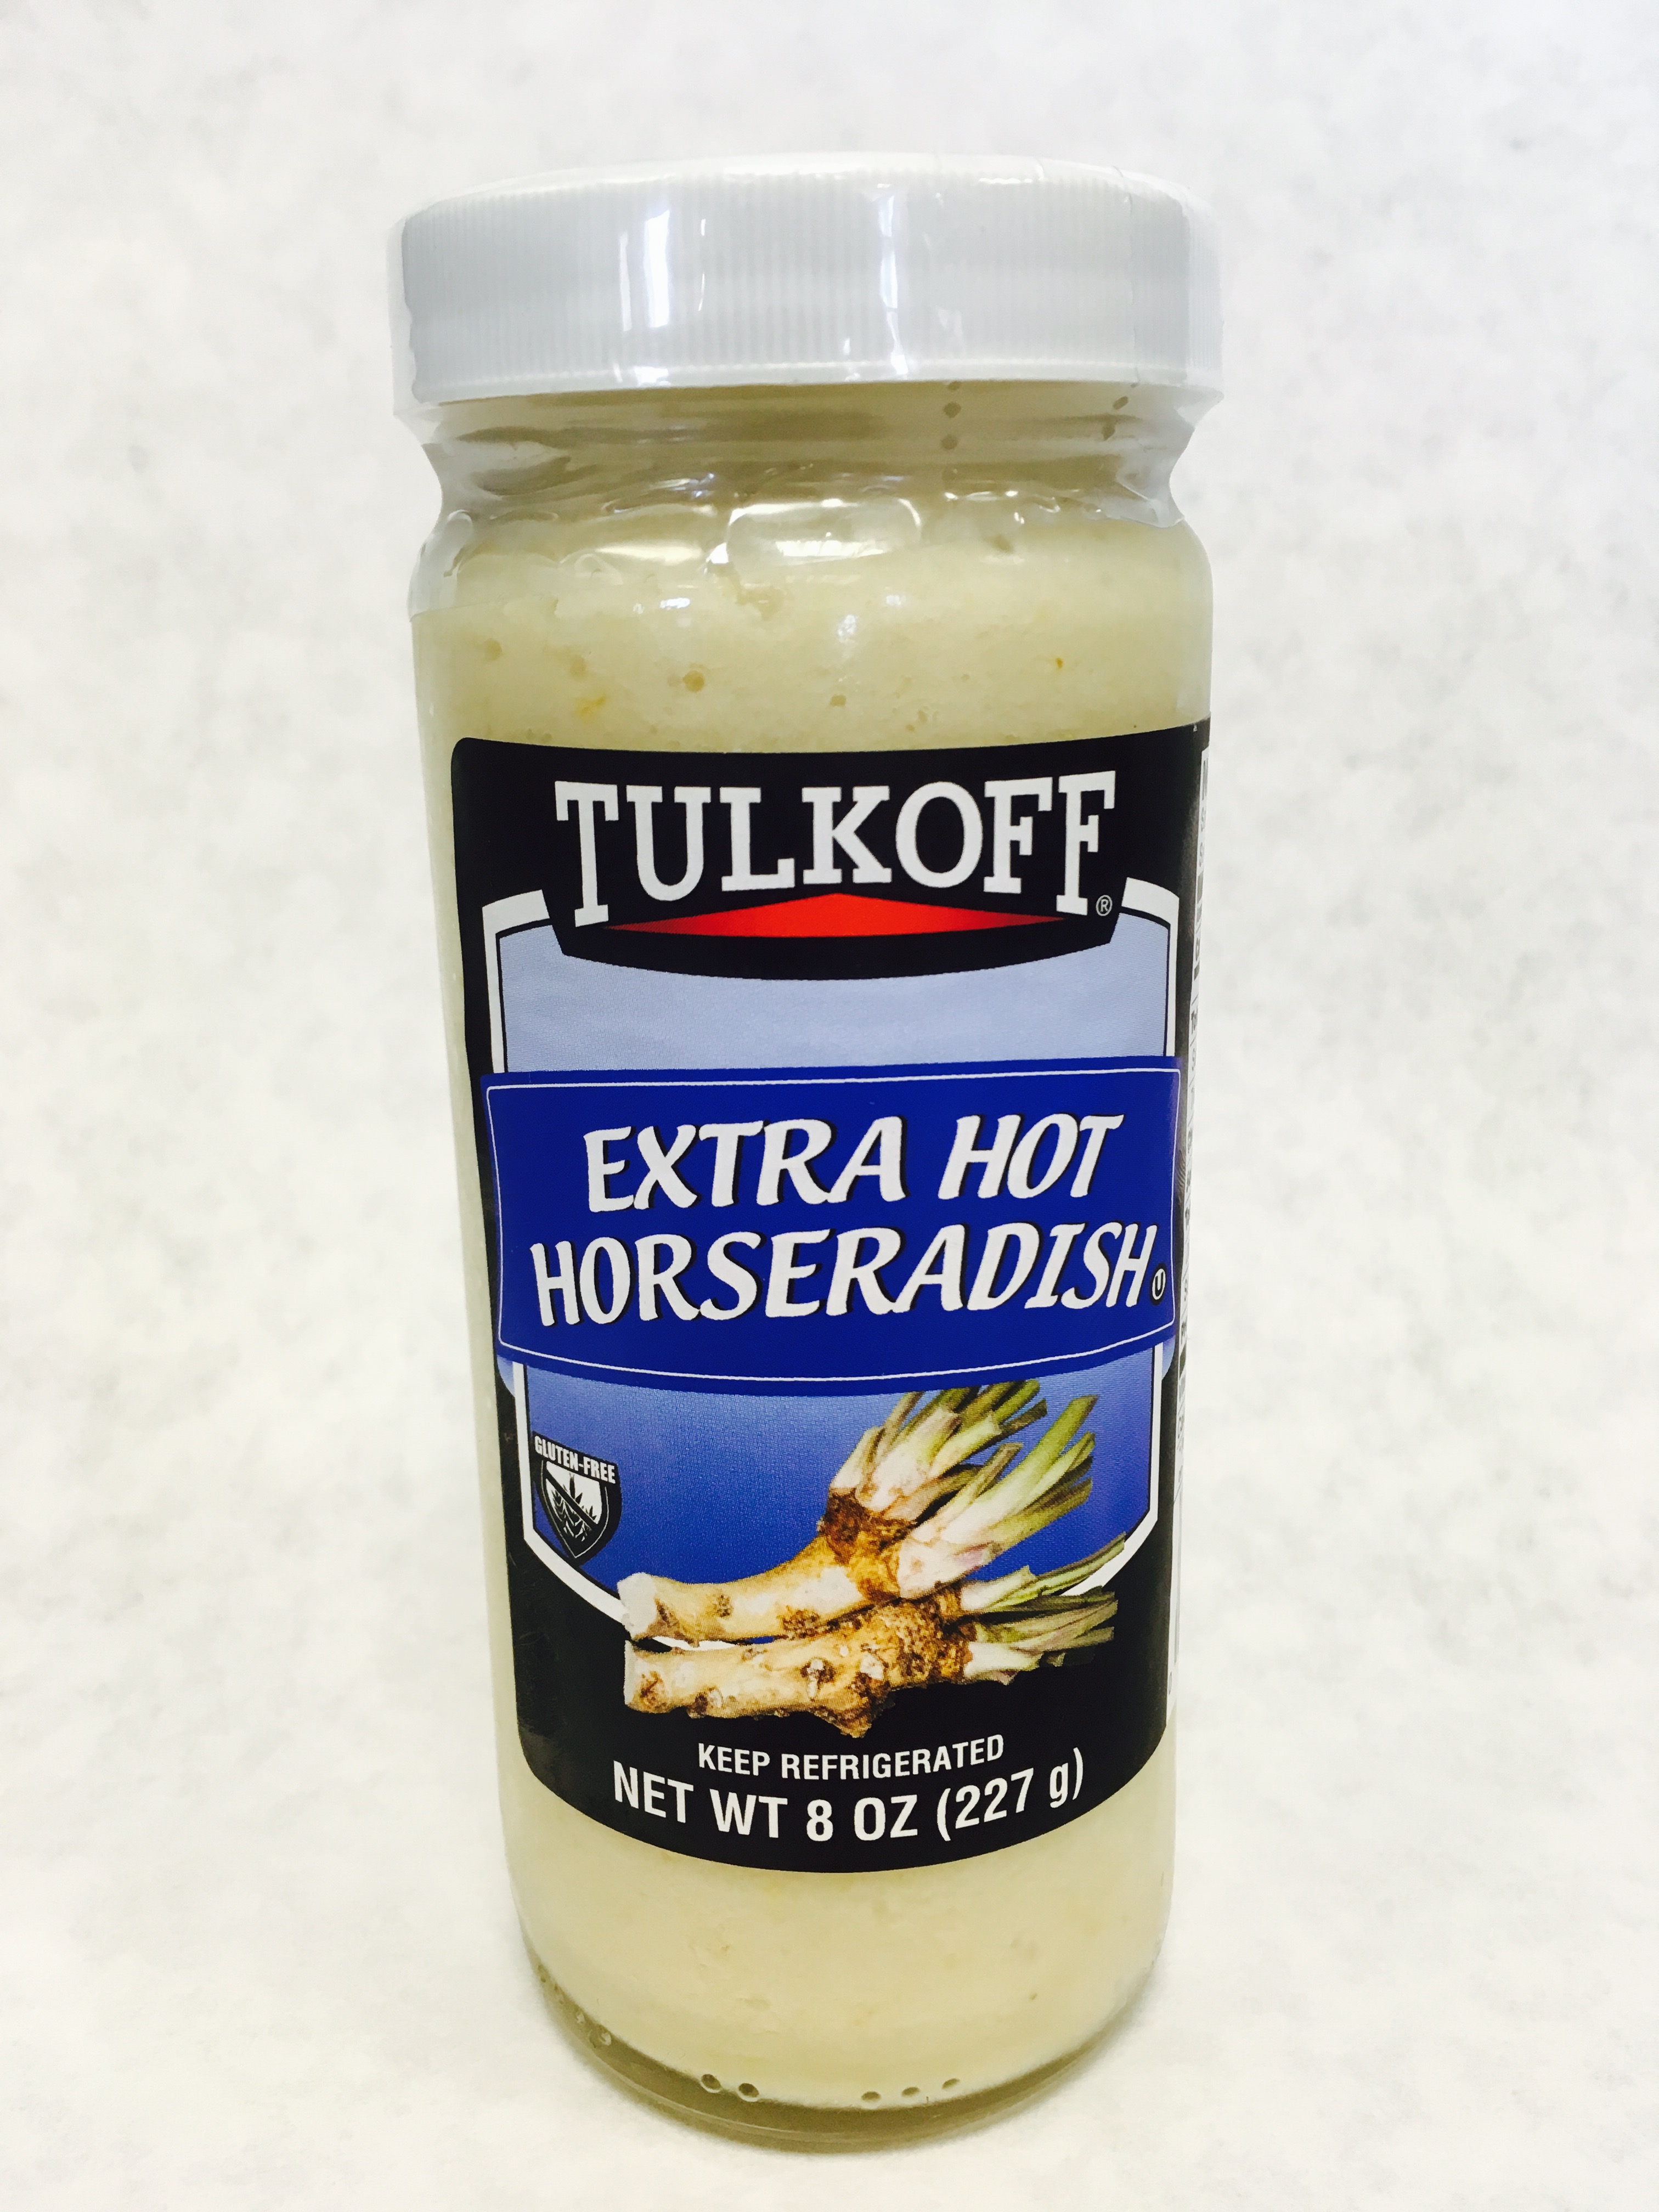 TULKOFF®
EXTRA HOT
HORSERADISH Ⓤ
GLUTEN-FREE
KEEP REFRIGERATED
NET WT 8 OZ (227 g)